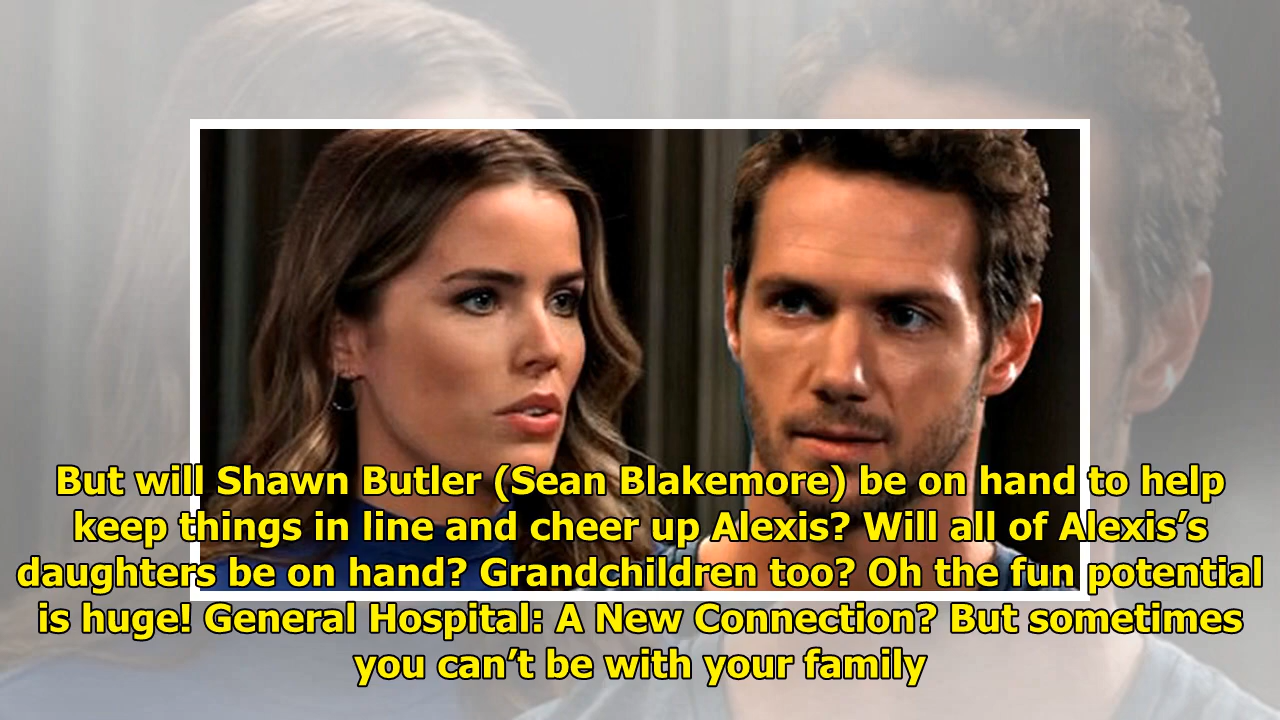 But will Shawn Butler (Sean Blakemore) be on hand to help
keep things in line and cheer up Alexis? Will all of Alexis’s
daughters be on hand? Grandchildren too? Oh the fun potential
is huge! General Hospital: A New Connection? But sometimes
you can’t be with your family